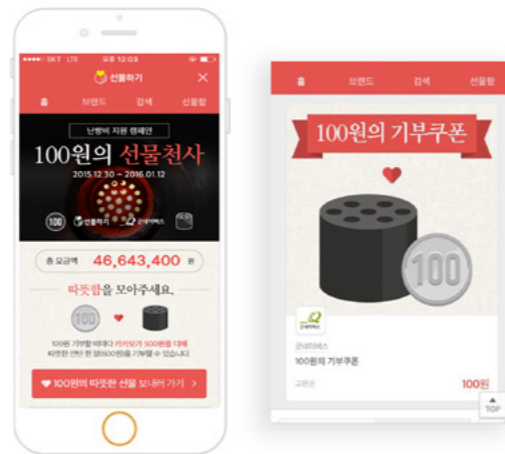 SKT LTE 오후 12:03
선물하기
홈 브랜드 검색 선물함
난방비 지원 캠페인
100원의 선물천사
2015.12.30 ~ 2016.01.12
100 선물하기 굿네이버스
총 모금액 46,643,400 원
따뜻함을 모아주세요.
100
100원 기부할 때마다 카카오가 500원을 더해
따뜻한 연탄 한 장(600원)을 기부할 수 있습니다
100원의 따뜻한 선물 보내러 가기 >
홈 브랜드 검색 선물함
100원의 기부쿠폰
100
굿네이버스
굿네이버스
100원의 기부쿠폰
교환권 100원
TOP